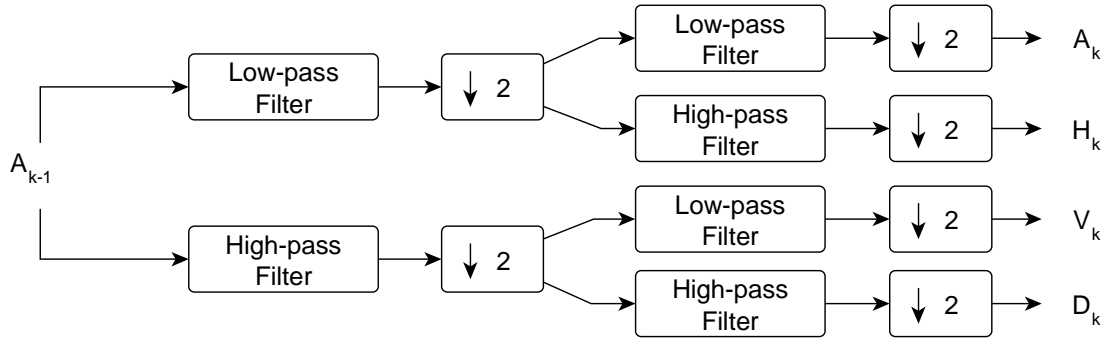 Low-pass
Filter
↓ 2
Low-pass
Filter
↓ 2
A_k
High-pass
Filter
↓ 2
H_k
A_k-1
High-pass
Filter
↓ 2
Low-pass
Filter
↓ 2
V_k
High-pass
Filter
↓ 2
D_k